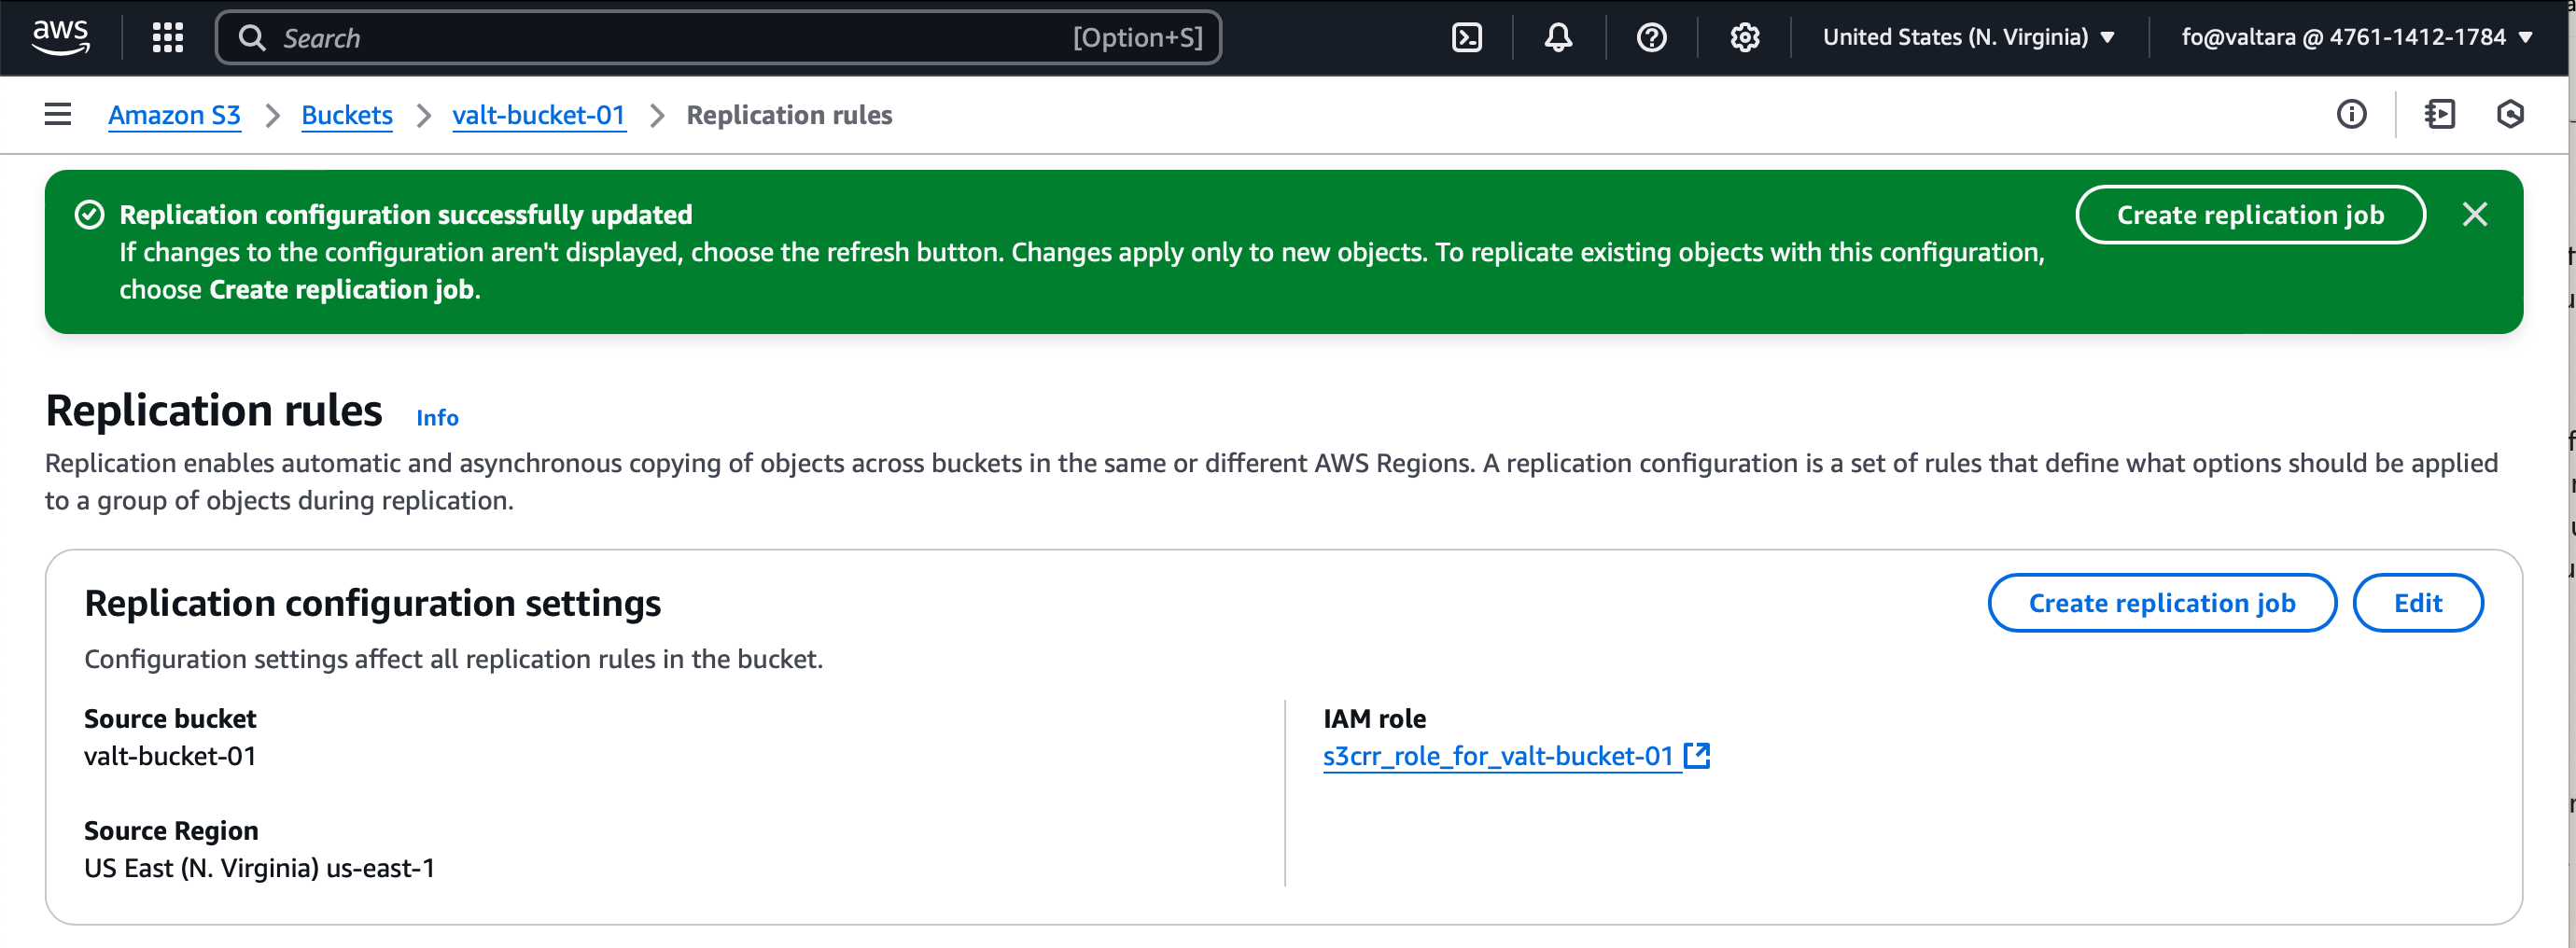 aws
Search [Option+S]
United States (N. Virginia)
fo@valtara @ 4761-1412-1784
Amazon S3 > Buckets > valt-bucket-01 > Replication rules
Replication configuration successfully updated
If changes to the configuration aren't displayed, choose the refresh button. Changes apply only to new objects. To replicate existing objects with this configuration,
choose Create replication job.
Create replication job
Replication rules Info
Replication enables automatic and asynchronous copying of objects across buckets in the same or different AWS Regions. A replication configuration is a set of rules that define what options should be applied
to a group of objects during replication.
Replication configuration settings
Create replication job
Edit
Configuration settings affect all replication rules in the bucket.
Source bucket
valt-bucket-01
Source Region
US East (N. Virginia) us-east-1
IAM role
s3crr_role_for_valt-bucket-01